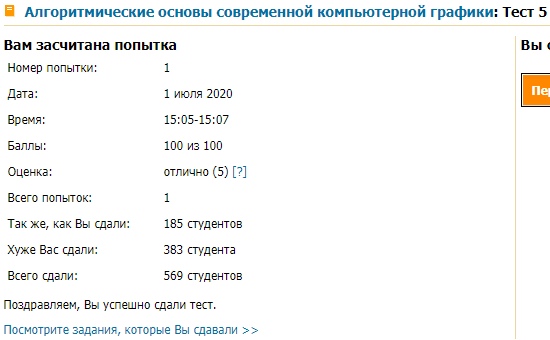 Алгоритмические основы современной компьютерной графики: Тест 5
Вам засчитана попытка
Вы
Номер попытки: 1
Дата: 1 июля 2020
Пе
Время: 15:05-15:07
Баллы: 100 из 100
Оценка: отлично (5) [?]
Всего попыток: 1
Так же, как Вы сдали: 185 студентов
Хуже Вас сдали: 383 студента
Всего сдали: 569 студентов
Поздравляем, Вы успешно сдали тест.
Посмотрите задания, которые Вы сдавали >>